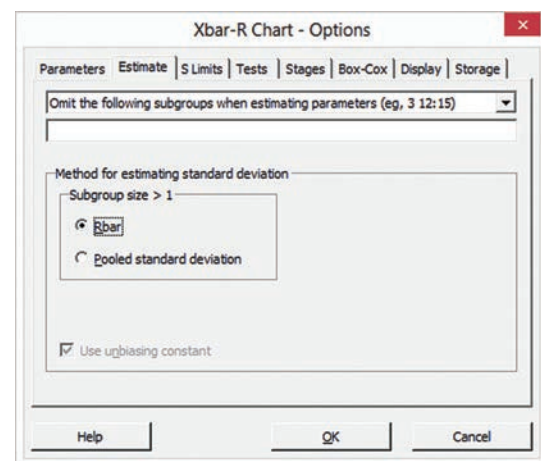 Xbar-R Chart - Options
Parameters Estimate S Limits Tests Stages Box-Cox Display Storage
Omit the following subgroups when estimating parameters (eg, 3 12:15)
Method for estimating standard deviation
Subgroup size > 1
Rbar
Pooled standard deviation
Use unbiasing constant
Help OK Cancel